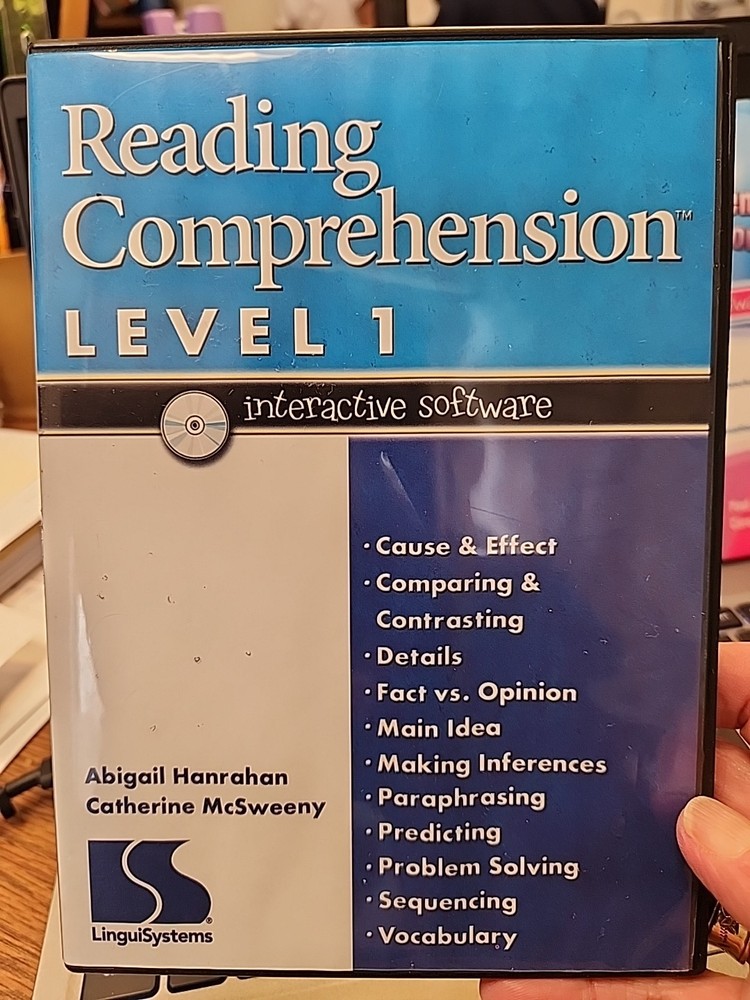 Reading
Comprehension™
LEVEL 1
interactive software
· Cause & Effect
· Comparing &
Contrasting
· Details
· Fact vs. Opinion
· Main Idea
· Making Inferences
· Paraphrasing
· Predicting
· Problem Solving
· Sequencing
· Vocabulary
Abigail Hanrahan
Catherine McSweeny
®
LinguiSystems